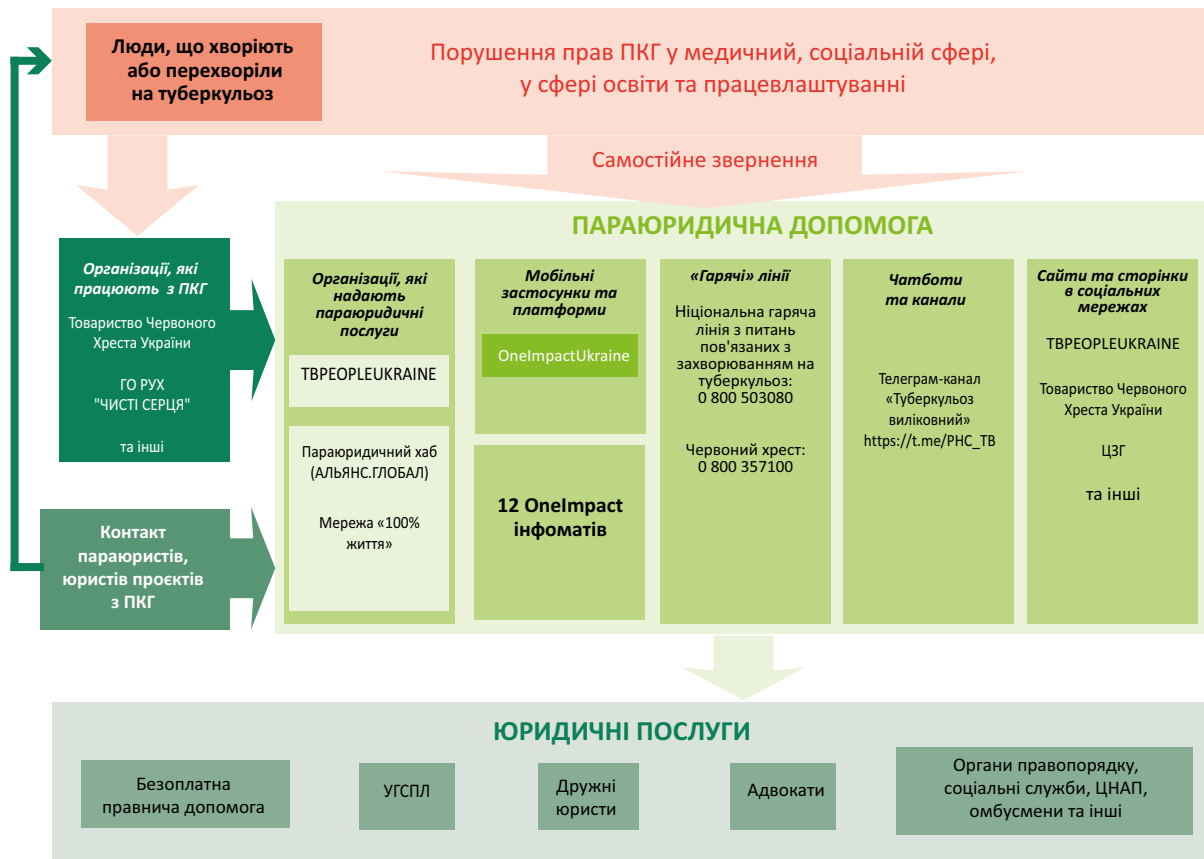 Люди, що хворіють
або перехворіли
на туберкульоз
Порушення прав ПКГ у медичний, соціальній сфері,
у сфері освіти та працевлаштуванні
Самостійне звернення
ПАРАЮРИДИЧНА ДОПОМОГА
Організації, які
працюють з ПКГ
Товариство Червоного
Хреста України
ГО РУХ
"ЧИСТІ СЕРЦЯ"
та інші
Контакт
параюристів,
юристів проєктів
з ПКГ
Організації, які
надають
параюридичні
послуги
TBPEOPLEUKRAINE
Параюридичний хаб
(АЛЬЯНС.ГЛОБАЛ)
Мережа «100%
життя»
Мобільні
застосунки та
платформи
OneImpactUkraine
12 OneImpact
інфоматів
«Гарячі» лінії
Ніціональна гаряча
лінія з питань
пов'язаних з
захворюванням на
туберкульоз:
0 800 503080
Червоний хрест:
0 800 357100
Чатботи
та канали
Телеграм-канал
«Туберкульоз
виліковний»
https://t.me/PHC_TB
Сайти та сторінки
в соціальних
мережах
TBPEOPLEUKRAINE
Товариство Червоного
Хреста України
ЦЗГ
та інші
ЮРИДИЧНІ ПОСЛУГИ
Безоплатна
правнича допомога
УГСПЛ
Дружні
юристи
Адвокати
Органи правопорядку,
соціальні служби, ЦНАП,
омбусмени та інші